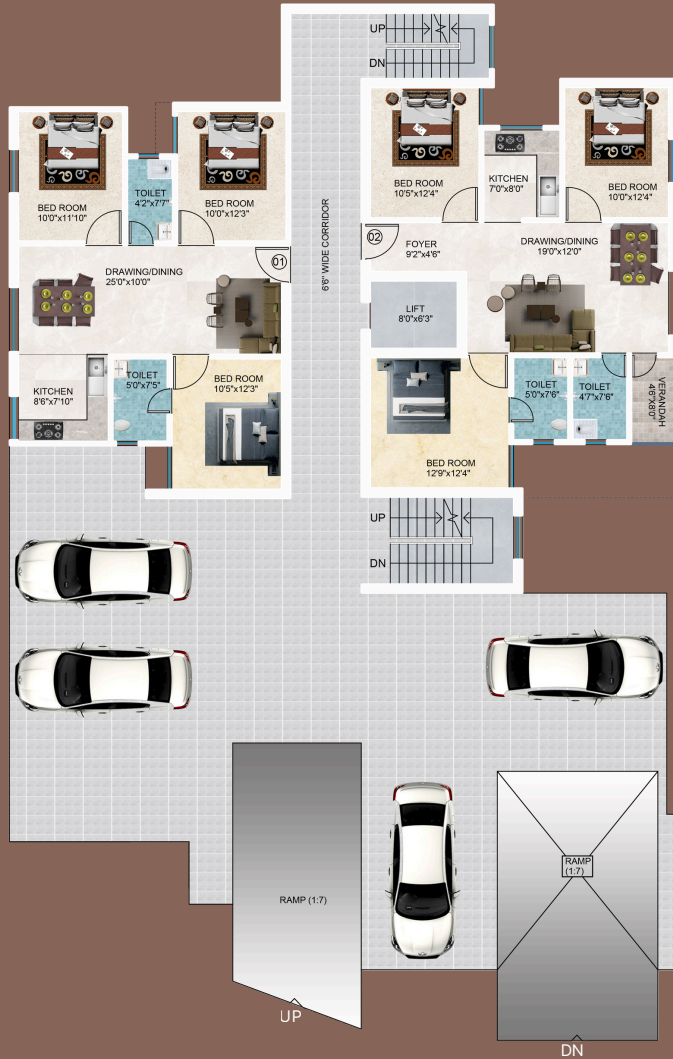 UP
DN
BED ROOM
10'0"x11'10"
TOILET
4'2"x7'7"
BED ROOM
10'0"x12'3"
BED ROOM
10'5"x12'4"
KITCHEN
7'0"x8'0"
BED ROOM
10'0"x12'4"
6'6" WIDE CORRIDOR
01
02
DRAWING/DINING
25'0"x10'0"
FOYER
9'2"x4'6"
DRAWING/DINING
19'0"x12'0"
LIFT
8'0"x6'3"
KITCHEN
8'6"x7'10"
TOILET
5'0"x7'5"
BED ROOM
10'5"x12'3"
TOILET
5'0"x7'6"
TOILET
4'7"x7'6"
VERANDAH
4'6"X8'0"
BED ROOM
12'9"x12'4"
UP
DN
RAMP
(1:7)
RAMP (1:7)
UP
DN